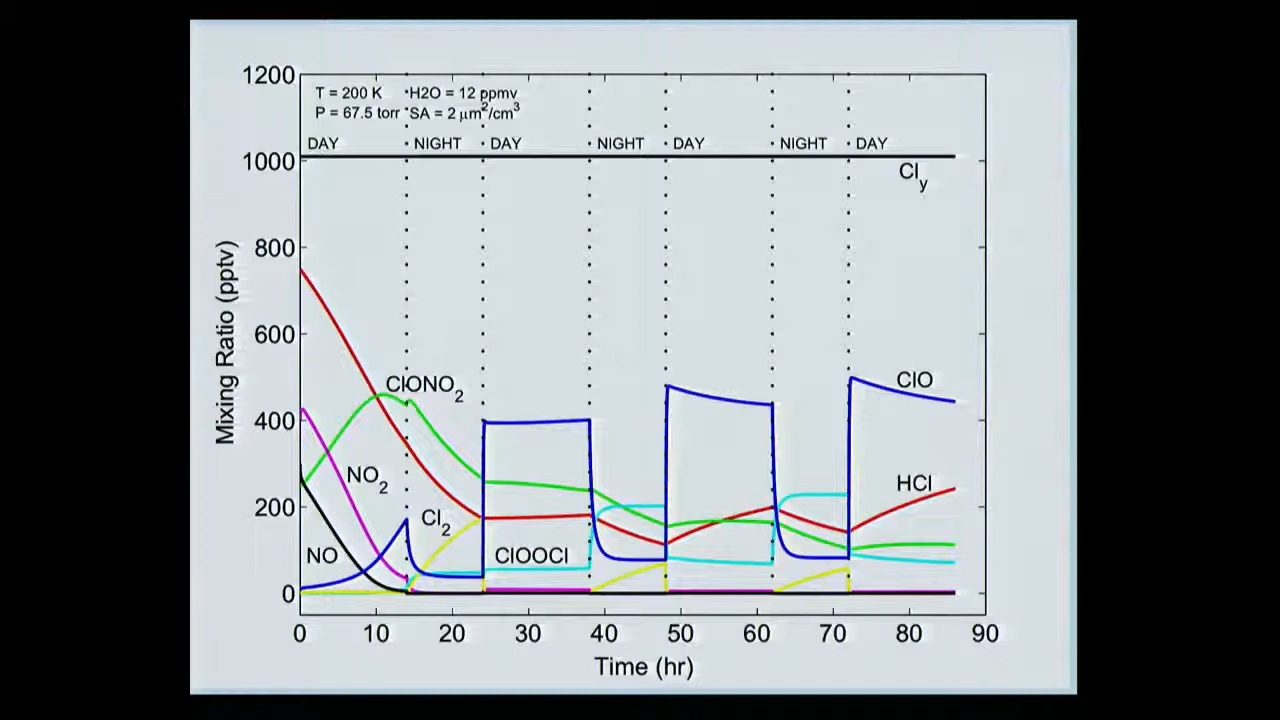 1200
T = 200 K H2O = 12 ppmv
P = 67.5 torr SA = 2 μm²/cm³
DAY NIGHT DAY NIGHT DAY NIGHT DAY
1000
Cl_y
800
600
ClONO₂
ClO
400
NO₂
HCl
Cl₂
200
NO
ClOOCl
0
Mixing Ratio (pptv)
0 10 20 30 40 50 60 70 80 90
Time (hr)